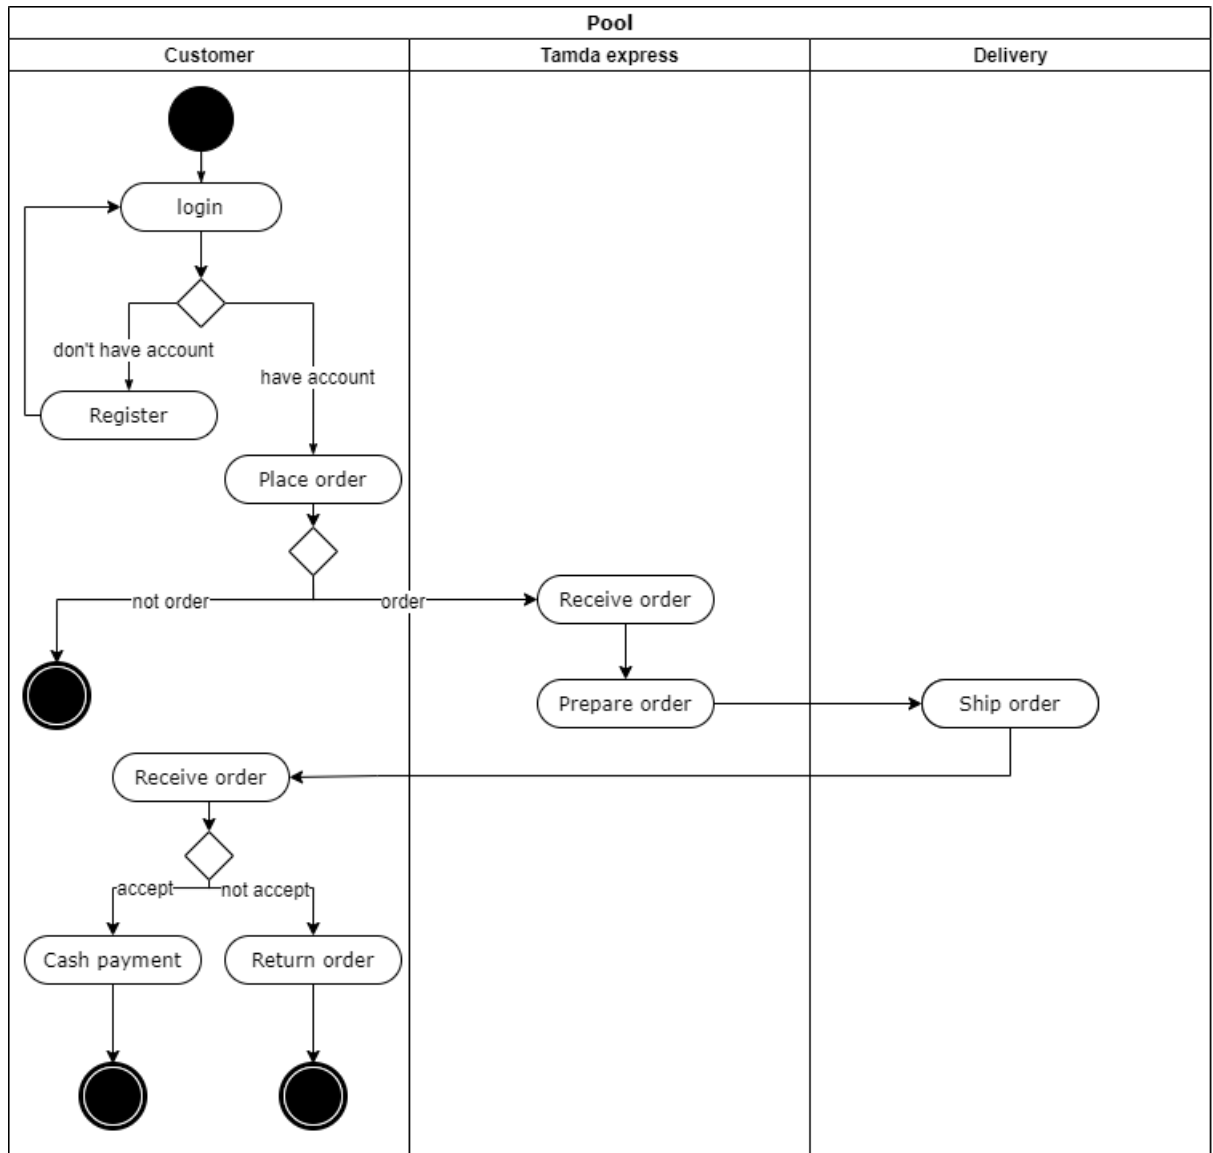 Pool
Customer
Tamda express
Delivery
login
don't have account
have account
Register
Place order
not order
order
Receive order
Prepare order
Ship order
Receive order
accept
not accept
Cash payment
Return order